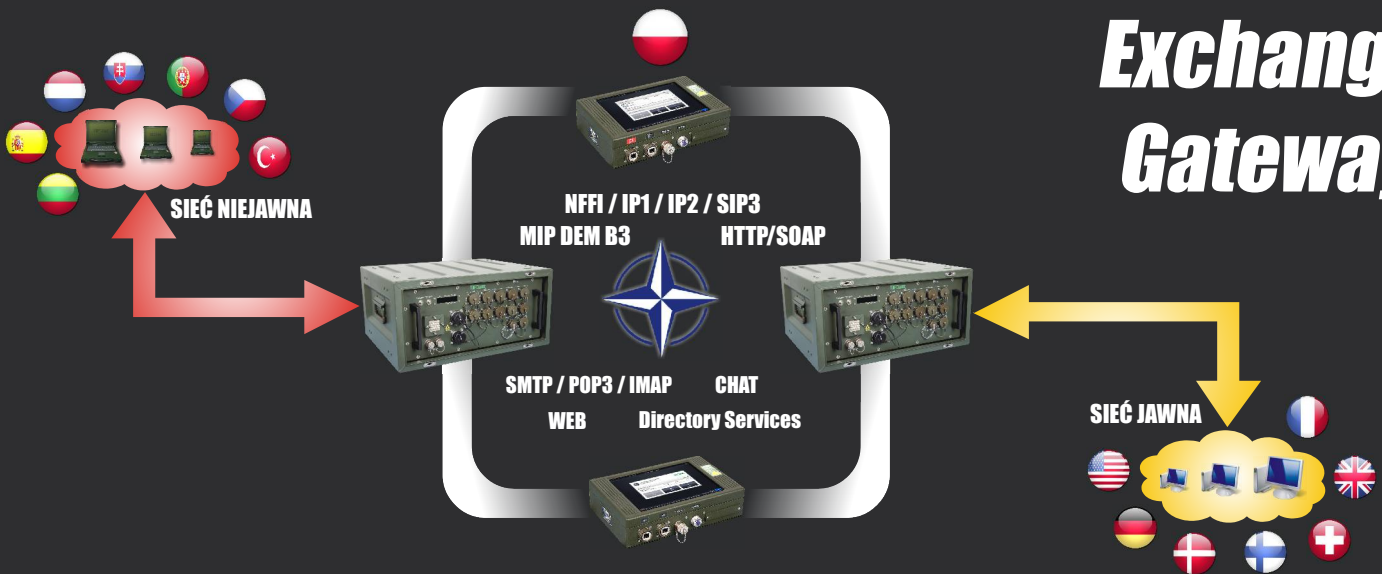 Exchang
Gateway
SIEĆ NIEJAWNA
NFFI / IP1 / IP2 / SIP3
MIP DEM B3
HTTP/SOAP
SMTP / POP3 / IMAP
CHAT
WEB
Directory Services
SIEĆ JAWNA